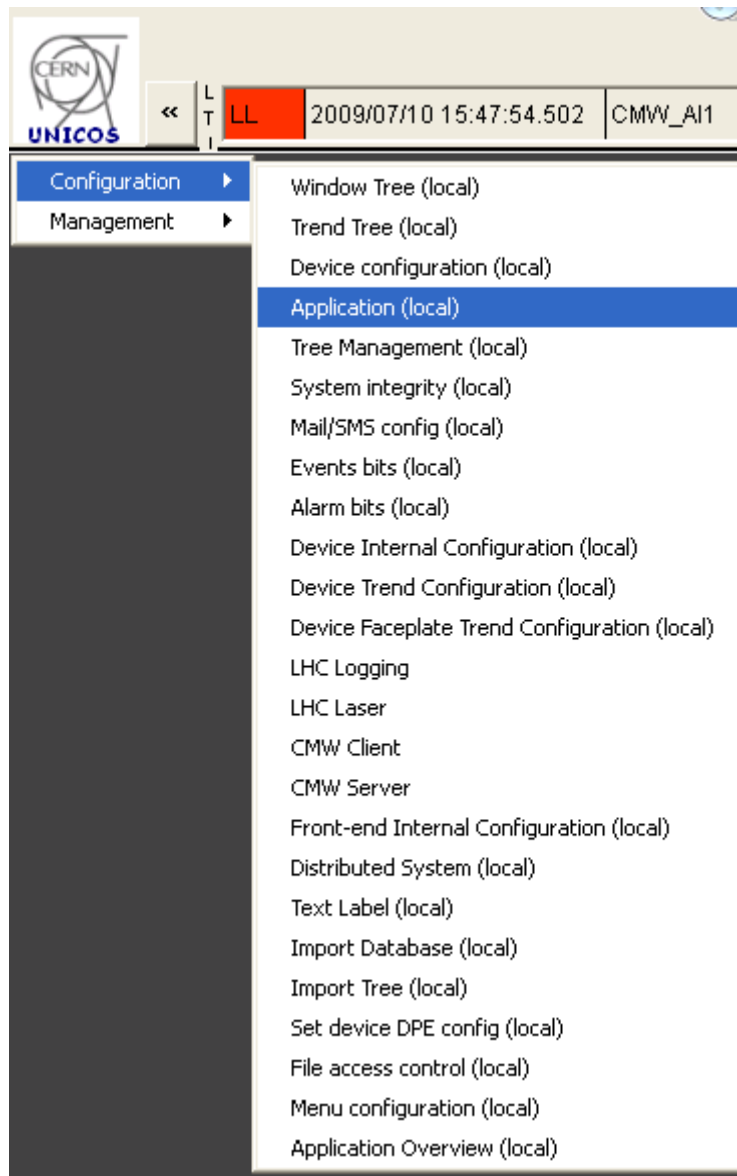 CERN
UNICOS
«
L
T
I
LL 2009/07/10 15:47:54.502 CMW_AI1
Configuration
Management
Window Tree (local)
Trend Tree (local)
Device configuration (local)
Application (local)
Tree Management (local)
System integrity (local)
Mail/SMS config (local)
Events bits (local)
Alarm bits (local)
Device Internal Configuration (local)
Device Trend Configuration (local)
Device Faceplate Trend Configuration (local)
LHC Logging
LHC Laser
CMW Client
CMW Server
Front-end Internal Configuration (local)
Distributed System (local)
Text Label (local)
Import Database (local)
Import Tree (local)
Set device DPE config (local)
File access control (local)
Menu configuration (local)
Application Overview (local)